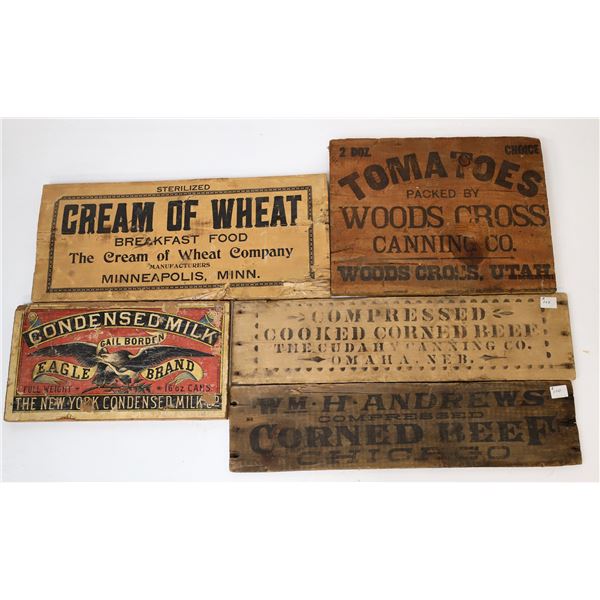 STERILIZED
CREAM OF WHEAT
BREAKFAST FOOD
The Cream of Wheat Company
MANUFACTURERS
MINNEAPOLIS, MINN.
2 DOZ. CHOICE
TOMATOES
PACKED BY
WOODS CROSS
CANNING CO.
WOODS CROSS, UTAH
CONDENSED MILK
GAIL BORDEN
EAGLE BRAND
FULL WEIGHT 16 OZ CANS
THE NEW YORK CONDENSED MILK Co
COMPRESSED
COOKED CORNED BEEF
THE CUDAHY CANNING CO.
OMAHA, NEB.
WM. H. ANDREWS
COMPRESSED
CORNED BEEF
CHICAGO